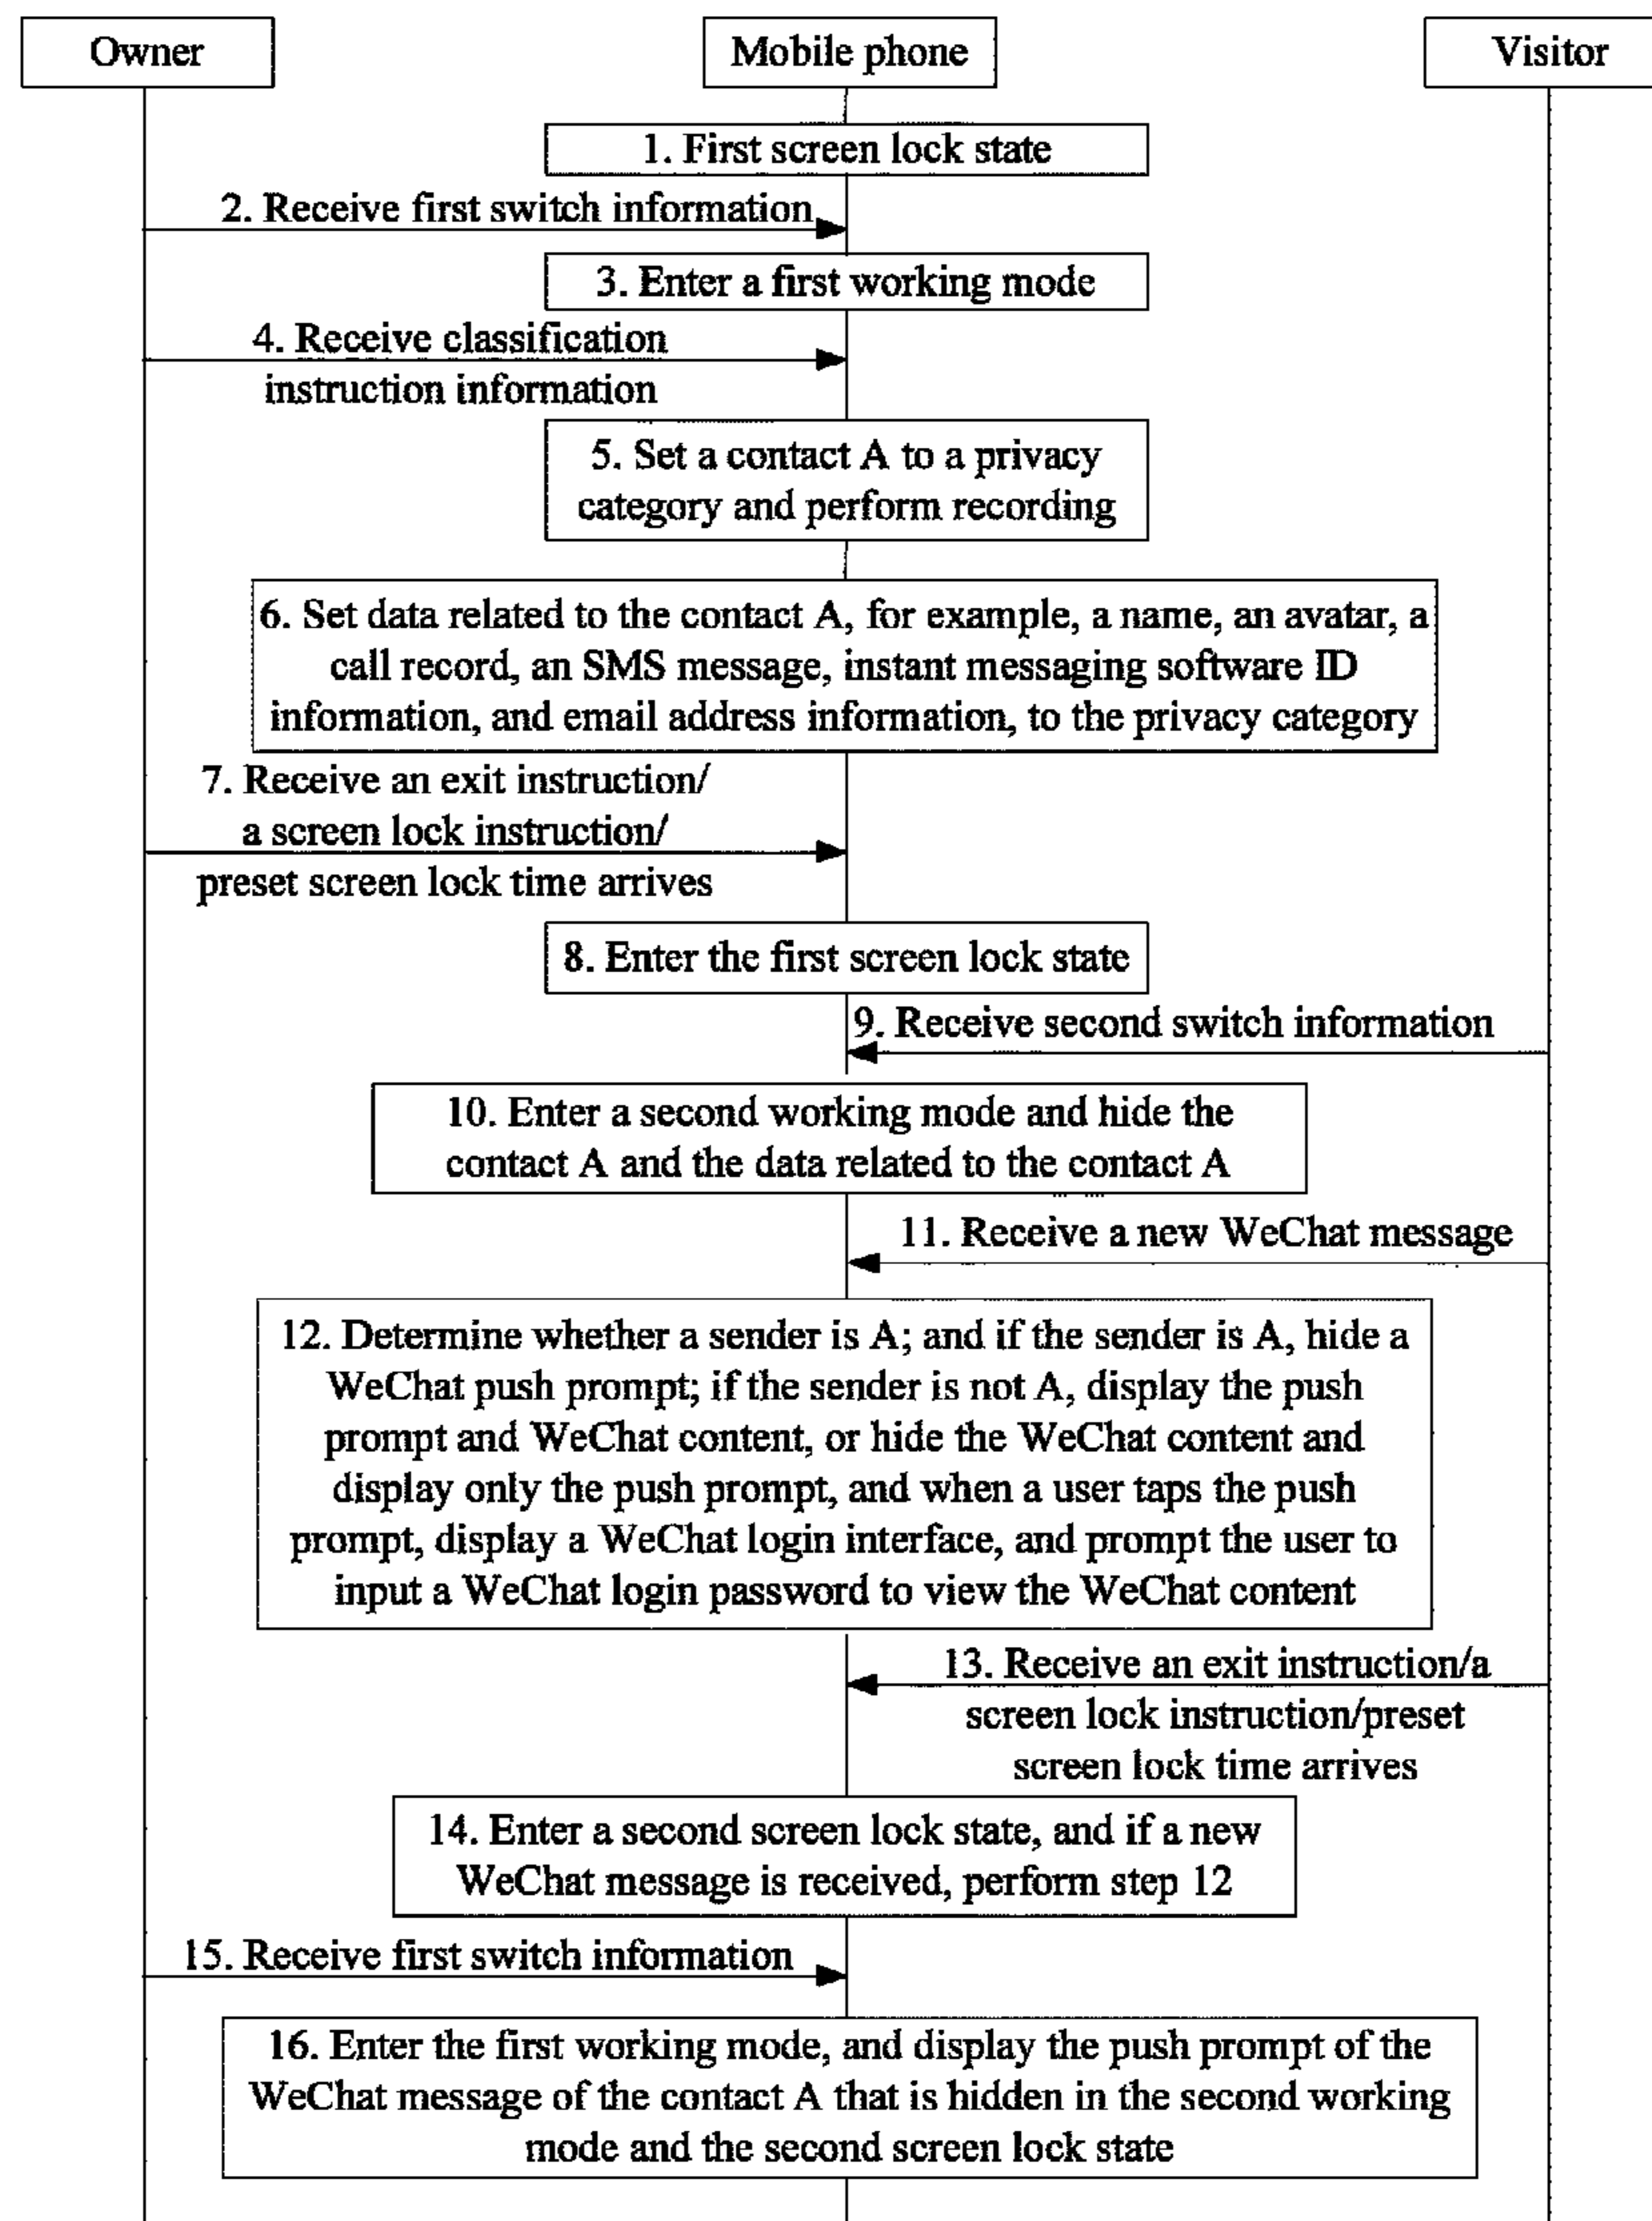 Owner
Mobile phone
Visitor
1. First screen lock state
2. Receive first switch information
3. Enter a first working mode
4. Receive classification
instruction information
5. Set a contact A to a privacy
category and perform recording
6. Set data related to the contact A, for example, a name, an avatar, a
call record, an SMS message, instant messaging software ID
information, and email address information, to the privacy category
7. Receive an exit instruction/
a screen lock instruction/
preset screen lock time arrives
8. Enter the first screen lock state
9. Receive second switch information
10. Enter a second working mode and hide the
contact A and the data related to the contact A
11. Receive a new WeChat message
12. Determine whether a sender is A; and if the sender is A, hide a
WeChat push prompt; if the sender is not A, display the push
prompt and WeChat content, or hide the WeChat content and
display only the push prompt, and when a user taps the push
prompt, display a WeChat login interface, and prompt the user to
input a WeChat login password to view the WeChat content
13. Receive an exit instruction/a
screen lock instruction/preset
screen lock time arrives
14. Enter a second screen lock state, and if a new
WeChat message is received, perform step 12
15. Receive first switch information
16. Enter the first working mode, and display the push prompt of the
WeChat message of the contact A that is hidden in the second working
mode and the second screen lock state